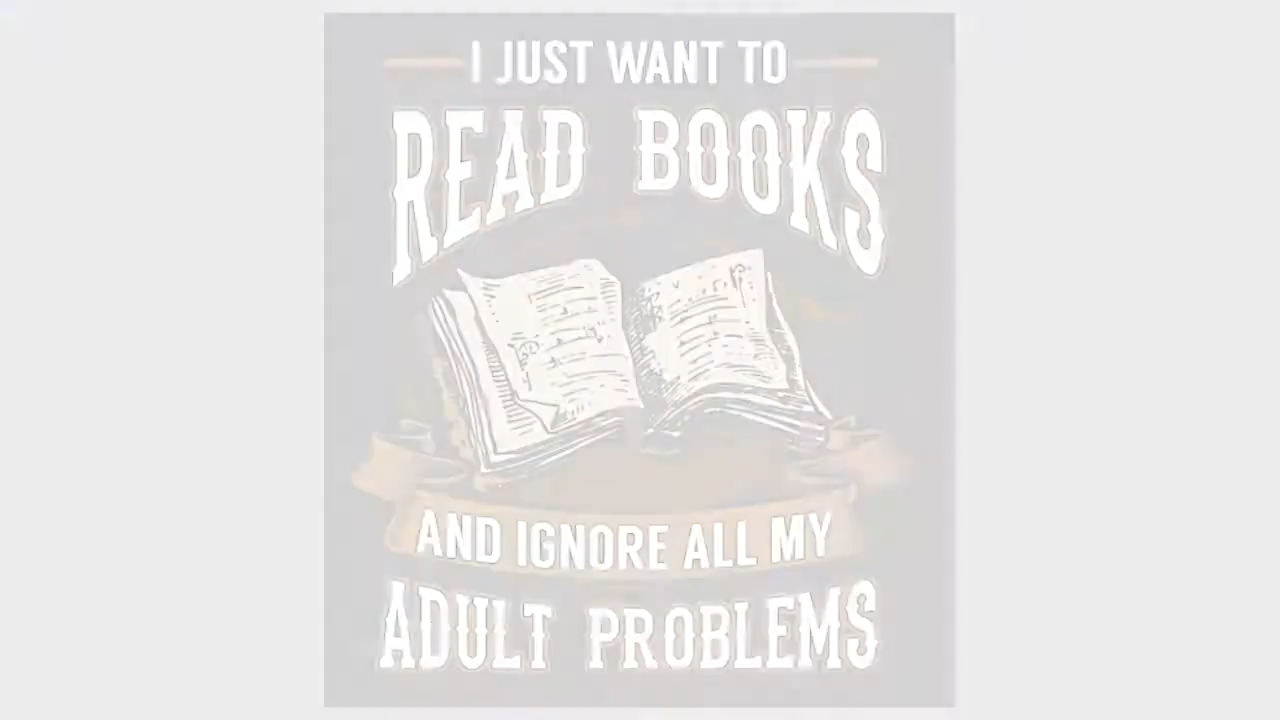 I JUST WANT TO
READ BOOKS
AND IGNORE ALL MY
ADULT PROBLEMS